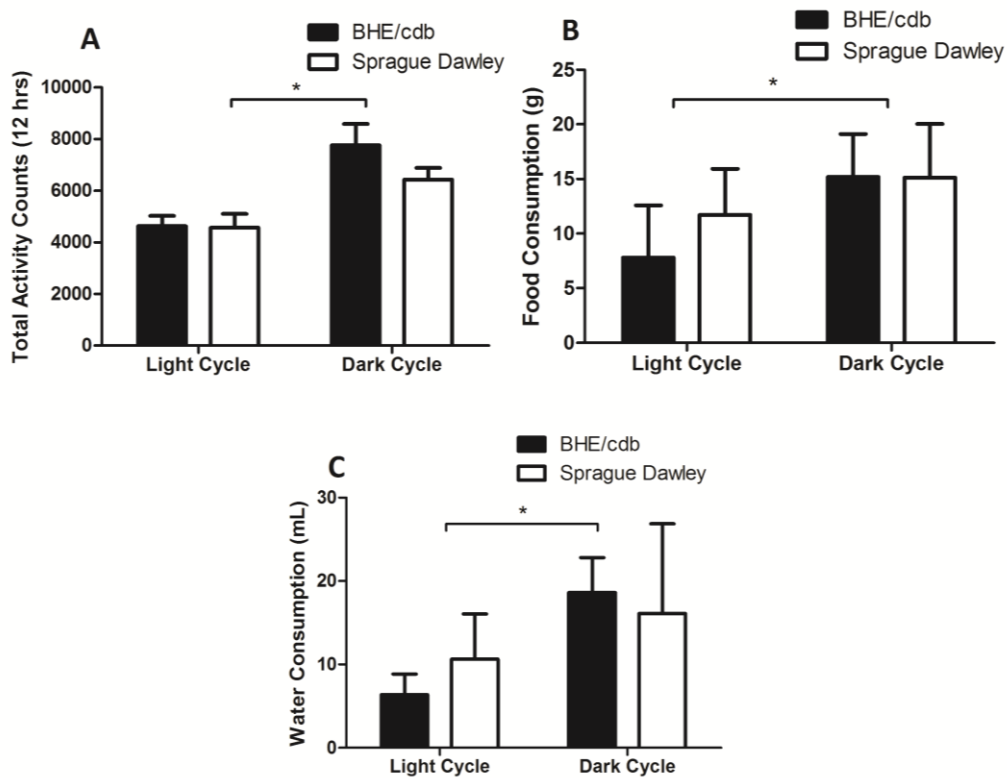 A
BHE/cdb
Sprague Dawley
Total Activity Counts (12 hrs)
10000
8000
6000
4000
2000
0
*
Light Cycle
Dark Cycle
B
BHE/cdb
Sprague Dawley
Food Consumption (g)
25
20
15
10
5
0
*
Light Cycle
Dark Cycle
C
BHE/cdb
Sprague Dawley
Water Consumption (mL)
30
20
10
0
*
Light Cycle
Dark Cycle